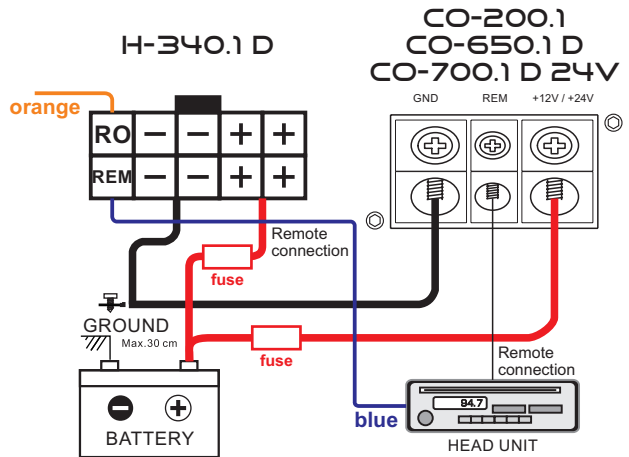 H-340.1 D
CO-200.1
CO-650.1 D
CO-700.1 D 24V
GND REM +12V / +24V
orange
RO − − + +
REM − − + +
Remote
connection
fuse
GROUND
Max.30 cm
fuse
Remote
connection
94.7
BATTERY
blue
HEAD UNIT